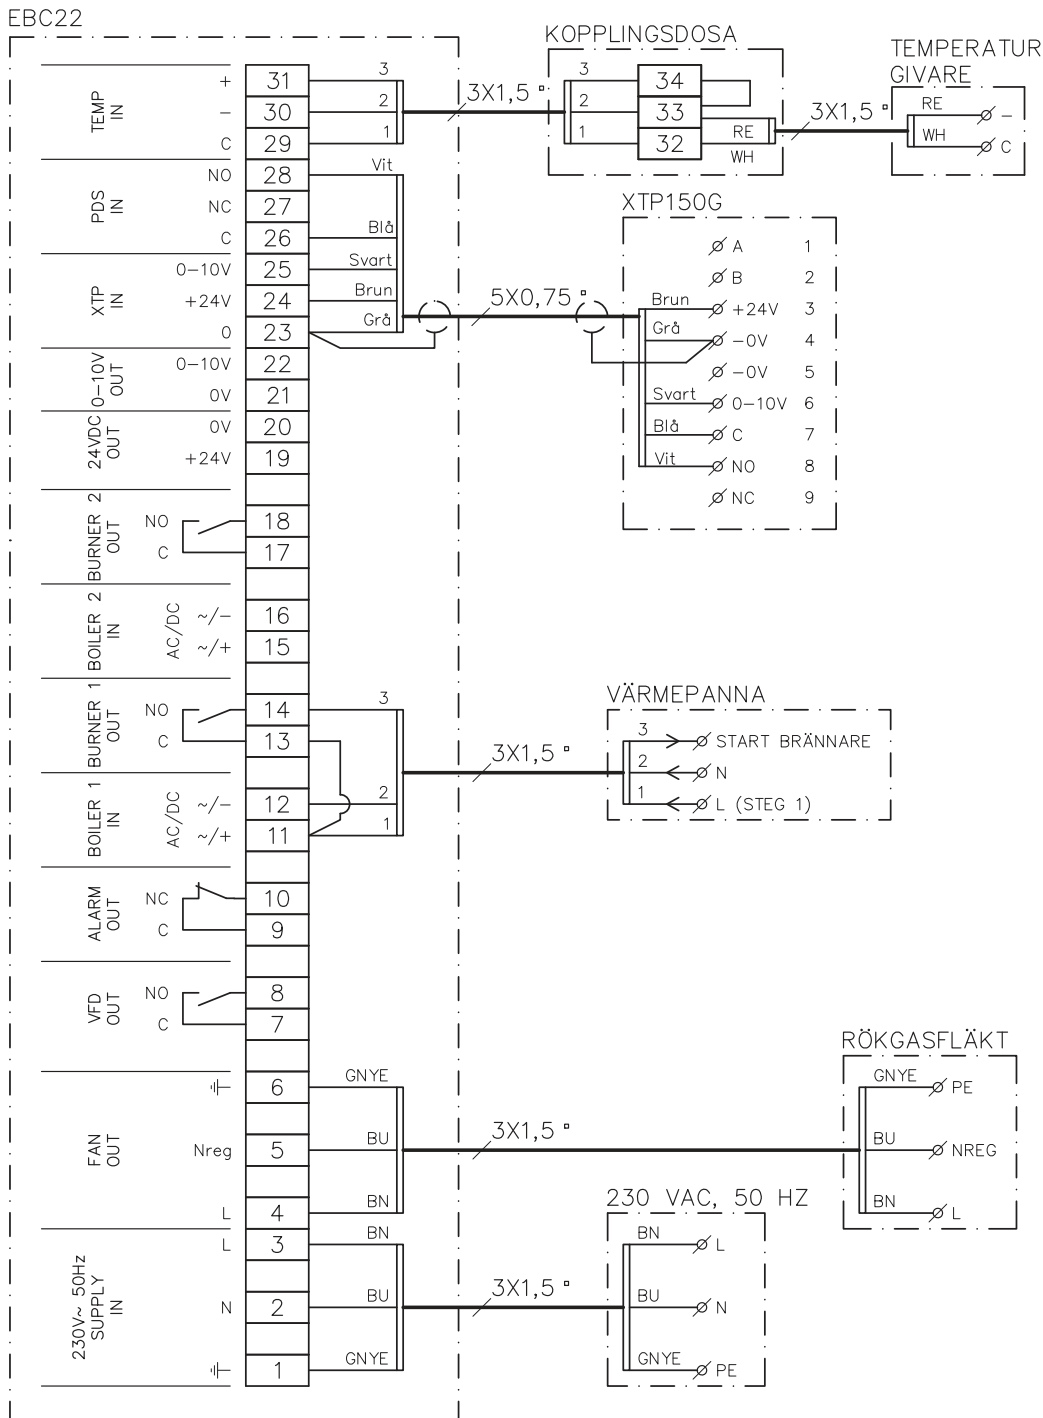 EBC22
KOPPLINGSDOSA
TEMPERATUR
GIVARE
TEMP
IN
+ 31 3
− 30 2
C 29 1
3X1,5 ▫
3 34
2 33
1 32
RE
WH
3X1,5 ▫
RE −
WH C
PDS
IN
NO 28 Vit
NC 27
C 26 Blå
XTP
IN
0−10V 25 Svart
+24V 24 Brun
0 23 Grå
5X0,75 ▫
XTP150G
A 1
B 2
Brun +24V 3
Grå −0V 4
−0V 5
Svart 0−10V 6
Blå C 7
Vit NO 8
NC 9
0−10V
OUT
0−10V 22
0V 21
24VDC
OUT
0V 20
+24V 19
BURNER 2
OUT
NO 18
C 17
BOILER 2
IN
AC/DC
~/− 16
~/+ 15
BURNER 1
OUT
NO 14 3
C 13
BOILER 1
IN
AC/DC
~/− 12 2
~/+ 11 1
3X1,5 ▫
VÄRMEPANNA
3 START BRÄNNARE
2 N
1 L (STEG 1)
ALARM
OUT
NC 10
C 9
VFD
OUT
NO 8
C 7
FAN
OUT
6 GNYE
Nreg 5 BU
L 4 BN
3X1,5 ▫
RÖKGASFLÄKT
GNYE PE
BU NREG
BN L
230V~ 50Hz
SUPPLY
IN
L 3 BN
N 2 BU
1 GNYE
3X1,5 ▫
230 VAC, 50 HZ
BN L
BU N
GNYE PE